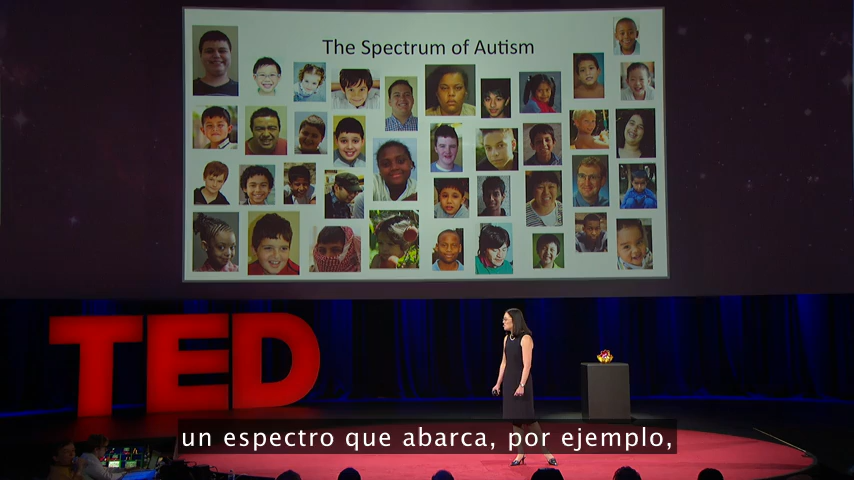 The Spectrum of Autism
TED
un espectro que abarca, por ejemplo,